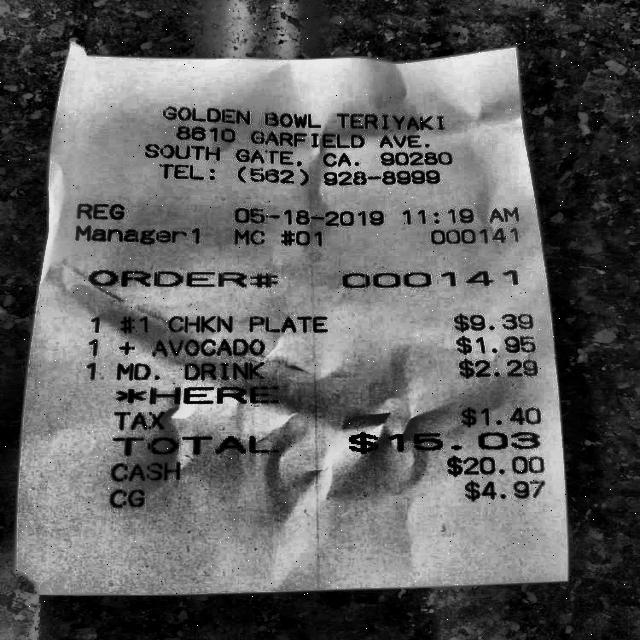 GOLDEN BOWL TERIYAKI
8610 GARFIELD AVE.
SOUTH GATE, CA. 90280
TEL: (562) 928-8999
REG 05-18-2019 11:19 AM
Manager1 MC #01 000141
ORDER# 000141
1 #1 CHKN PLATE $9.39
1 + AVOCADO $1.95
1 MD. DRINK $2.29
*HERE
TAX $1.40
TOTAL $15.03
CASH $20.00
CG $4.97